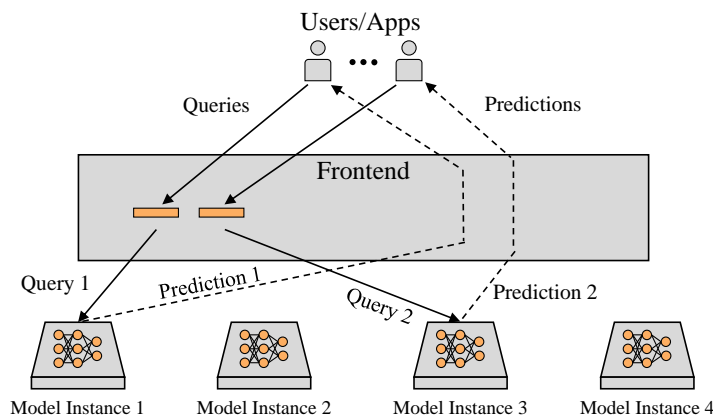 Users/Apps
Queries
Predictions
Frontend
Query 1
Prediction 1
Query 2
Prediction 2
Model Instance 1
Model Instance 2
Model Instance 3
Model Instance 4